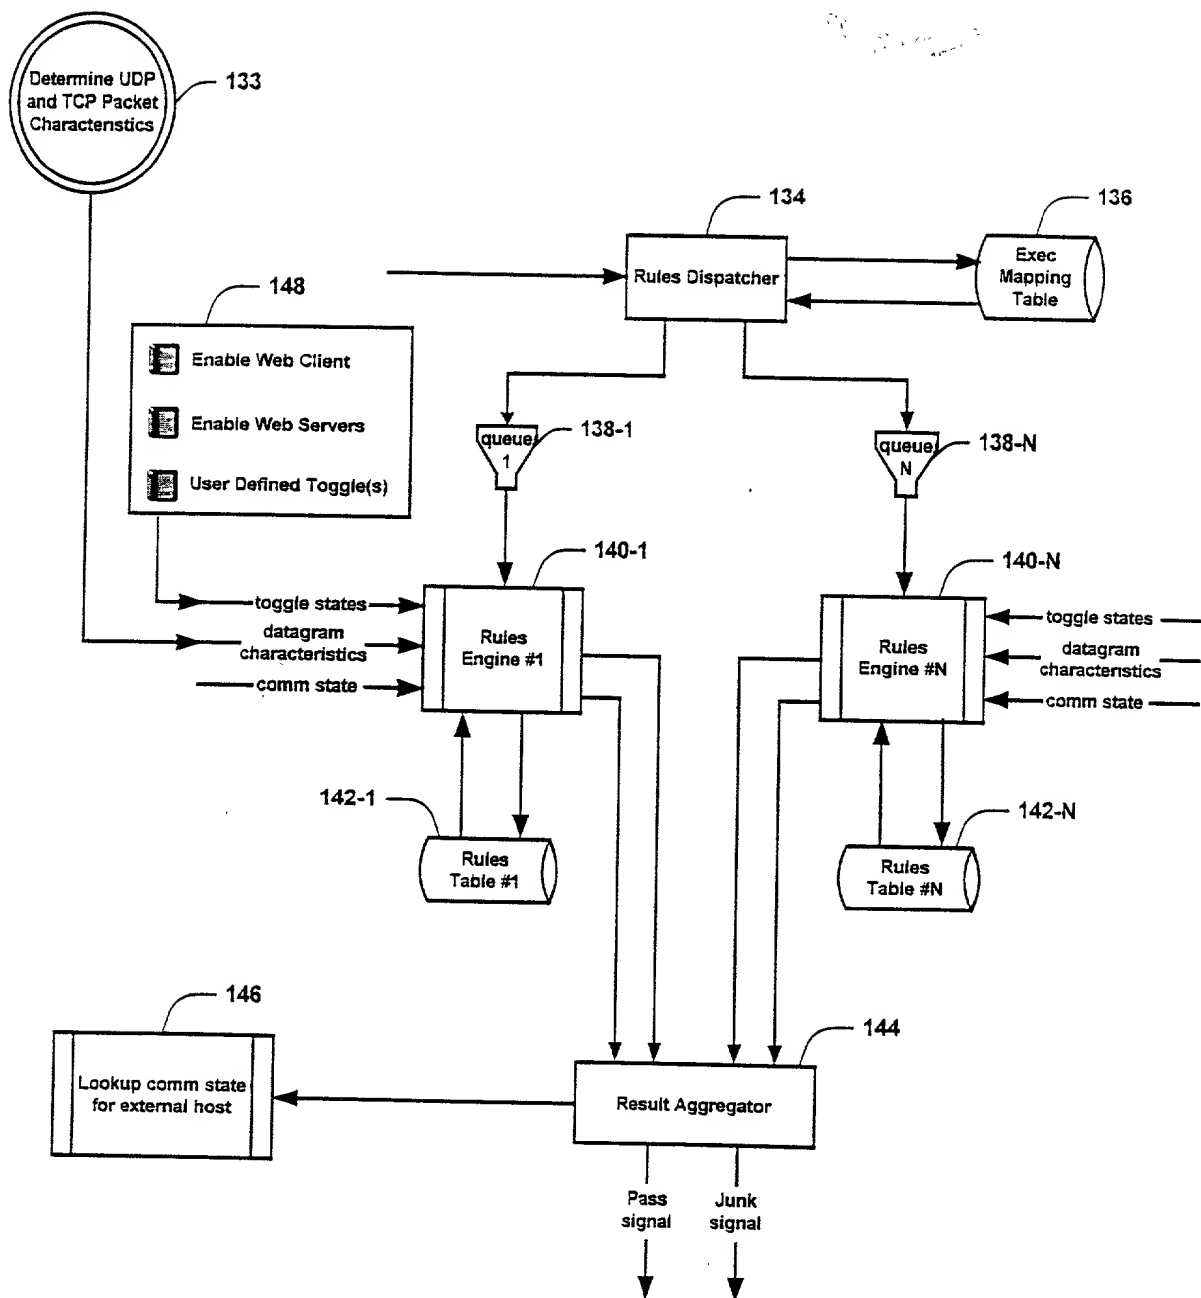 Determine UDP
and TCP Packet
Characteristics
133
134
136
Rules Dispatcher
Exec
Mapping
Table
148
Enable Web Client
Enable Web Servers
User Defined Toggle(s)
queue
1
138-1
queue
N
138-N
140-1
140-N
toggle states
datagram
characteristics
comm state
Rules
Engine #1
Rules
Engine #N
toggle states
datagram
characteristics
comm state
142-1
142-N
Rules
Table #1
Rules
Table #N
146
144
Lookup comm state
for external host
Result Aggregator
Pass
signal
Junk
signal